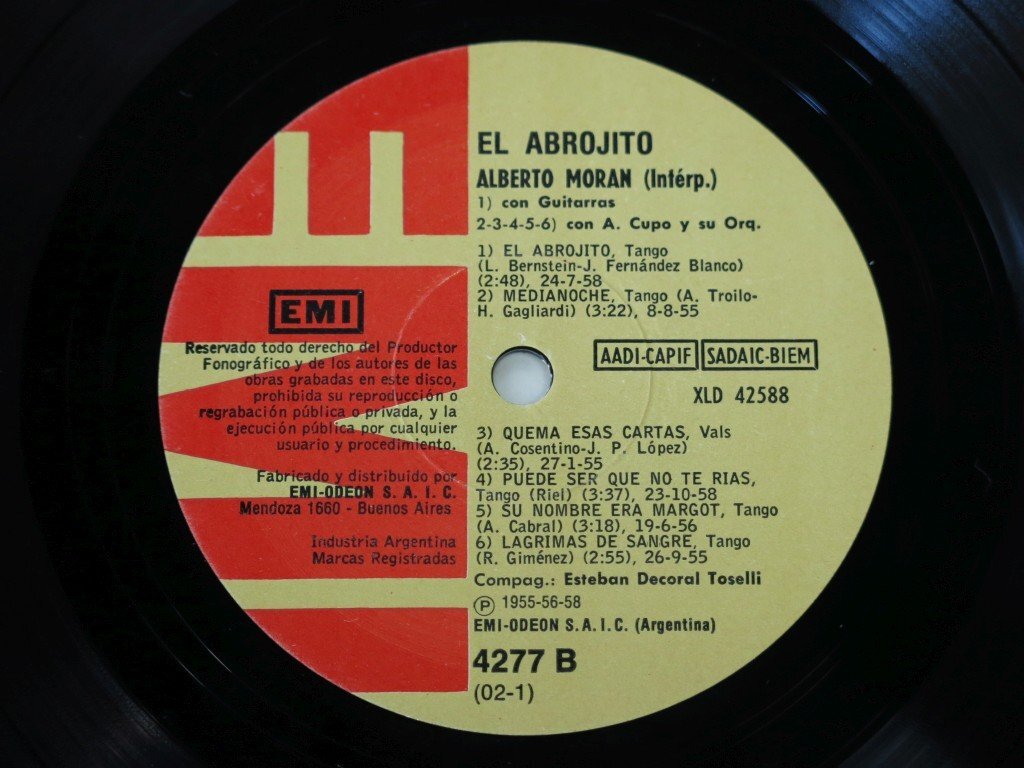 EL ABROJITO
ALBERTO MORAN (Intérp.)
1) con Guitarras
2-3-4-5-6) con A. Cupo y su Orq.
1) EL ABROJITO, Tango
(L. Bernstein-J. Fernández Blanco)
(2:48), 24-7-58
2) MEDIANOCHE, Tango (A. Troilo-
H. Gagliardi) (3:22), 8-8-55
AADI-CAPIF SADAIC-BIEM
XLD 42588
3) QUEMA ESAS CARTAS, Vals
(A. Cosentino-J. P. López)
(2:35), 27-1-55
4) PUEDE SER QUE NO TE RIAS,
Tango (Riel) (3:37), 23-10-58
5) SU NOMBRE ERA MARGOT, Tango
(A. Cabral) (3:18), 19-6-56
6) LAGRIMAS DE SANGRE, Tango
(R. Giménez) (2:55), 26-9-55
Compag.: Esteban Decoral Toselli
Ⓟ 1955-56-58
EMI-ODEON S.A.I.C. (Argentina)
4277 B
(02-1)
EMI
EMI
Reservado todo derecho del Productor
Fonográfico y de los autores de las
obras grabadas en este disco,
prohibida su reproducción o
regrabación pública o privada, y la
ejecución pública por cualquier
usuario y procedimiento.
Fabricado y distribuido por
EMI-ODEON S. A. I. C.
Mendoza 1660 - Buenos Aires
Industria Argentina
Marcas Registradas